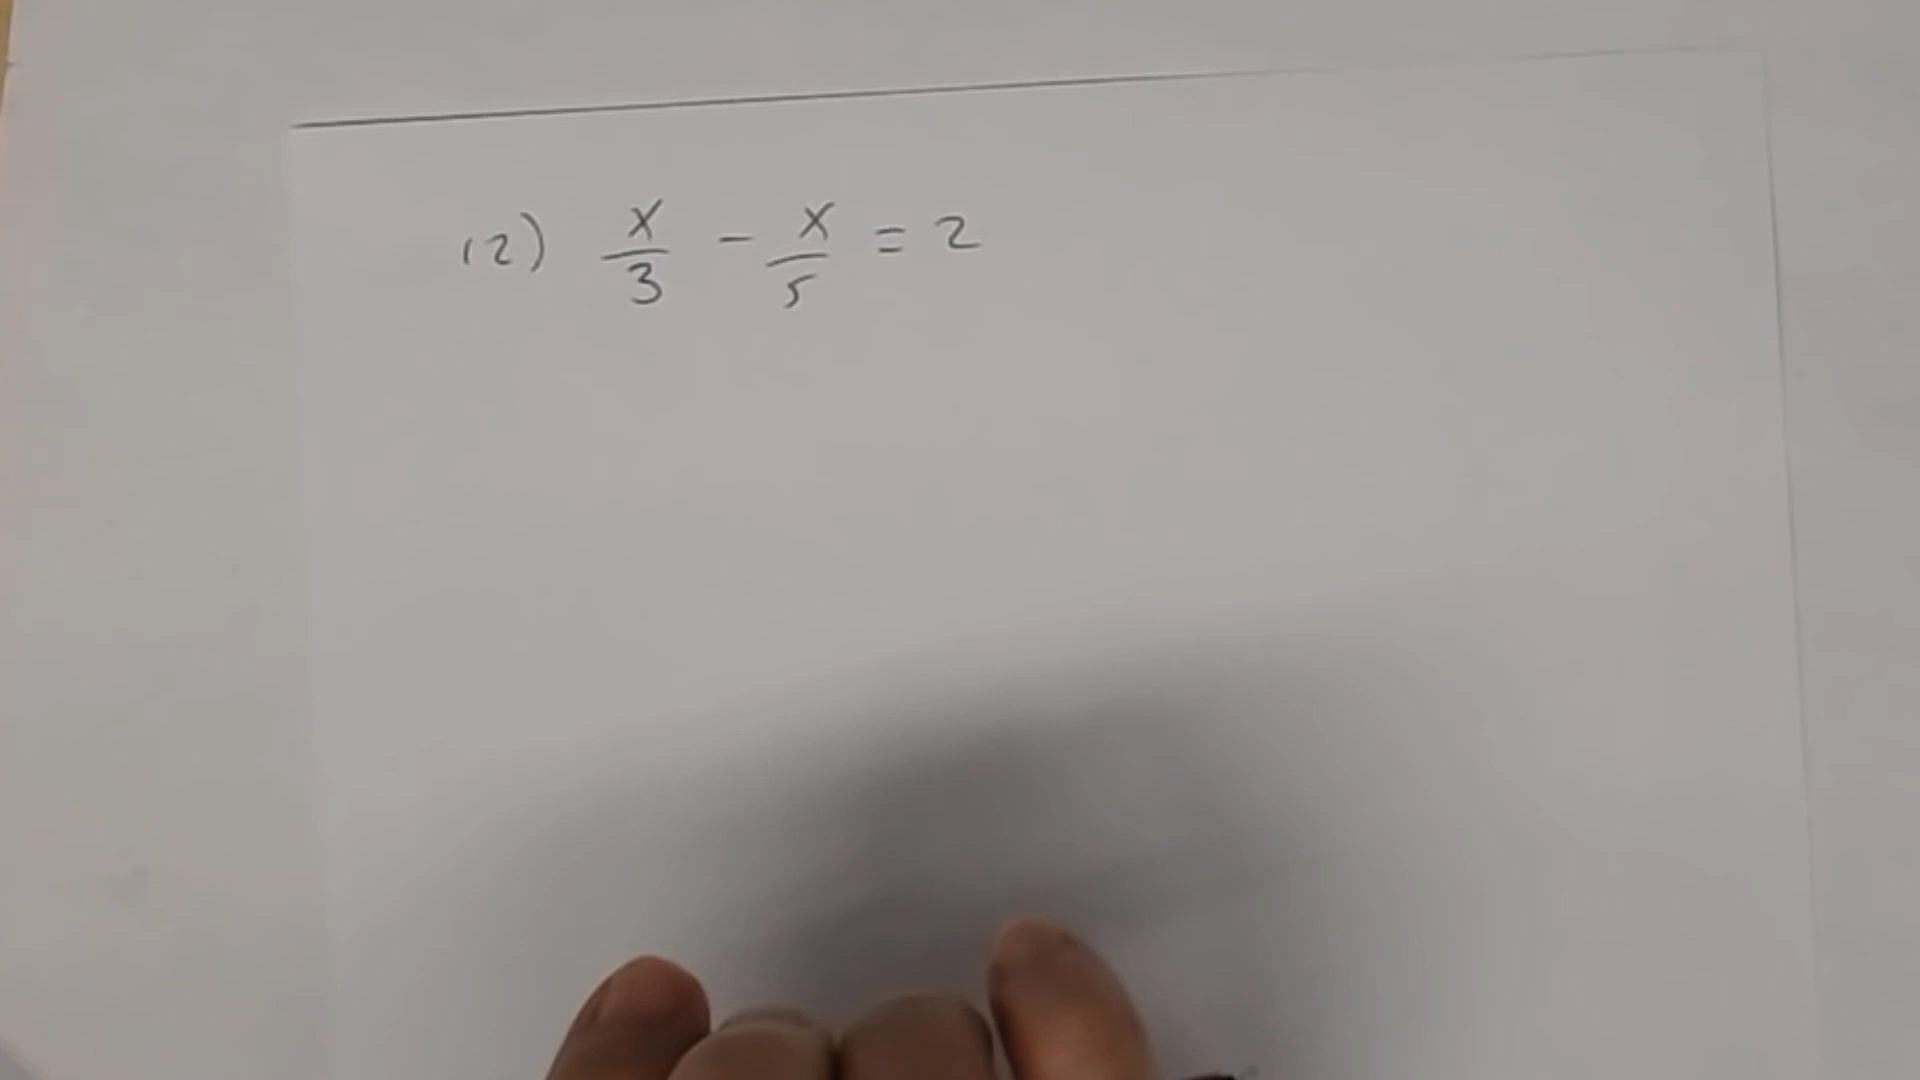 12) x/3 - x/5 = 2